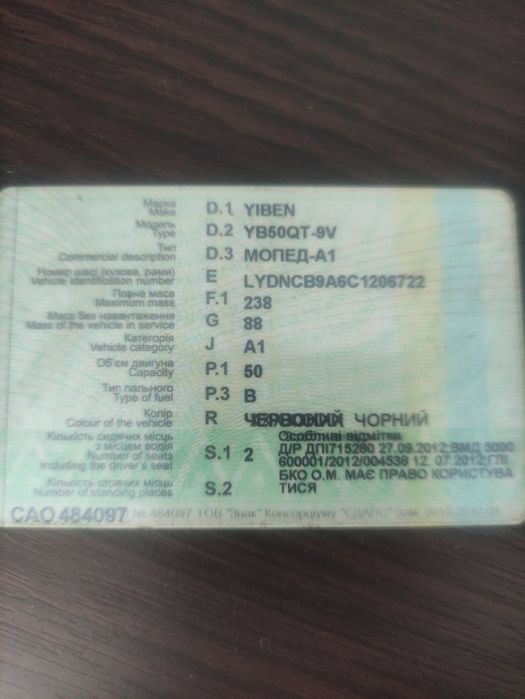 Марка
Make D.1 YIBEN
Модель
Type D.2 YB50QT-9V
Тип
Commercial description D.3 МОПЕД-А1
Номер шасі (кузова, рами)
Vehicle identification number E LYDNCB9A6C1206722
Повна маса
Maximum mass F.1 238
Маса без навантаження
Mass of the vehicle in service G 88
Категорія
Vehicle category J A1
Об'єм двигуна
Capacity P.1 50
Тип пального
Type of fuel P.3 B
Колір
Colour of the vehicle R ЧОРНИЙ
Кількість сидячих місць
з місцем водія
Number of seats
including the driver's seat S.1 2
Особливі відмітки
Д/Р ДПІ715280 27.09.2012;ВМД 5000
600001/2012/004538 12. 07 2012;ГЛІ
БКО О.М. МАЄ ПРАВО КОРИСТУВА
ТИСЯ
Кількість стоячих місць
Number of standing places S.2
САО 484097 № 484097 ТОВ "Знак" Консорціуму "ЄДАПС"